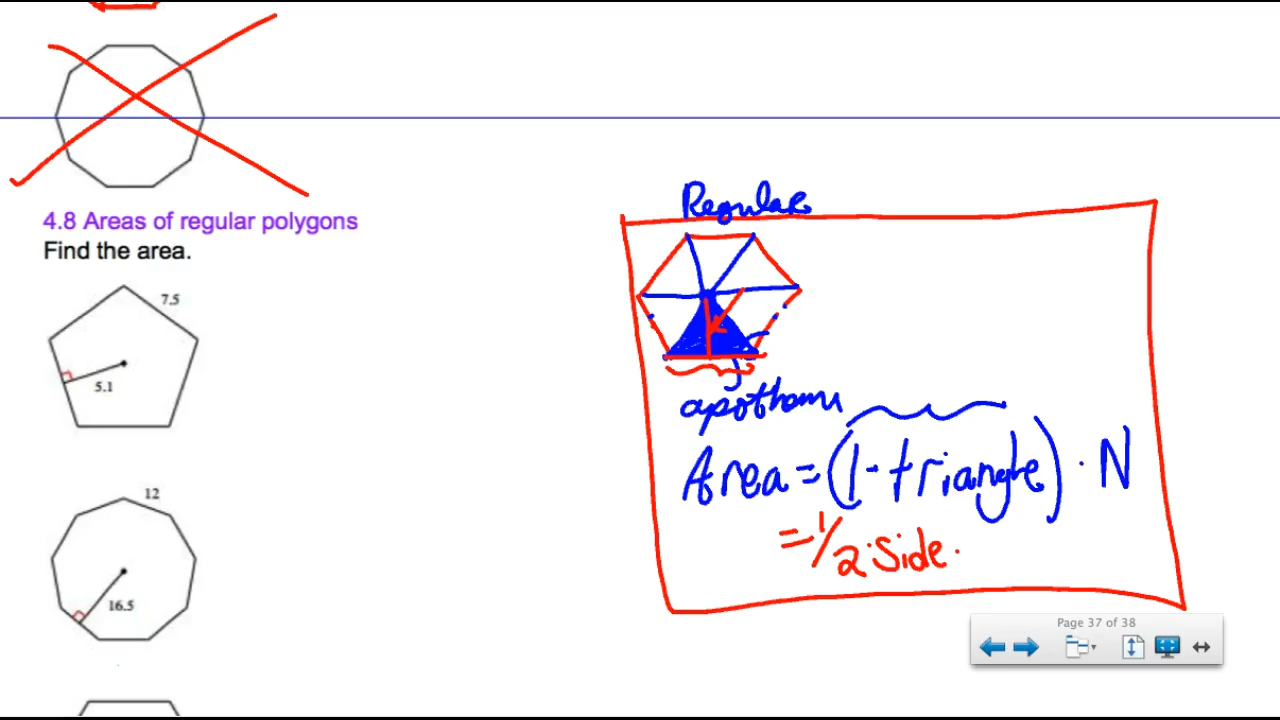 4.8 Areas of regular polygons
Find the area.
7.5
5.1
12
16.5
Regular
apothem
Area = (1-triangle) · N
= 1/2 · Side ·
Page 37 of 38